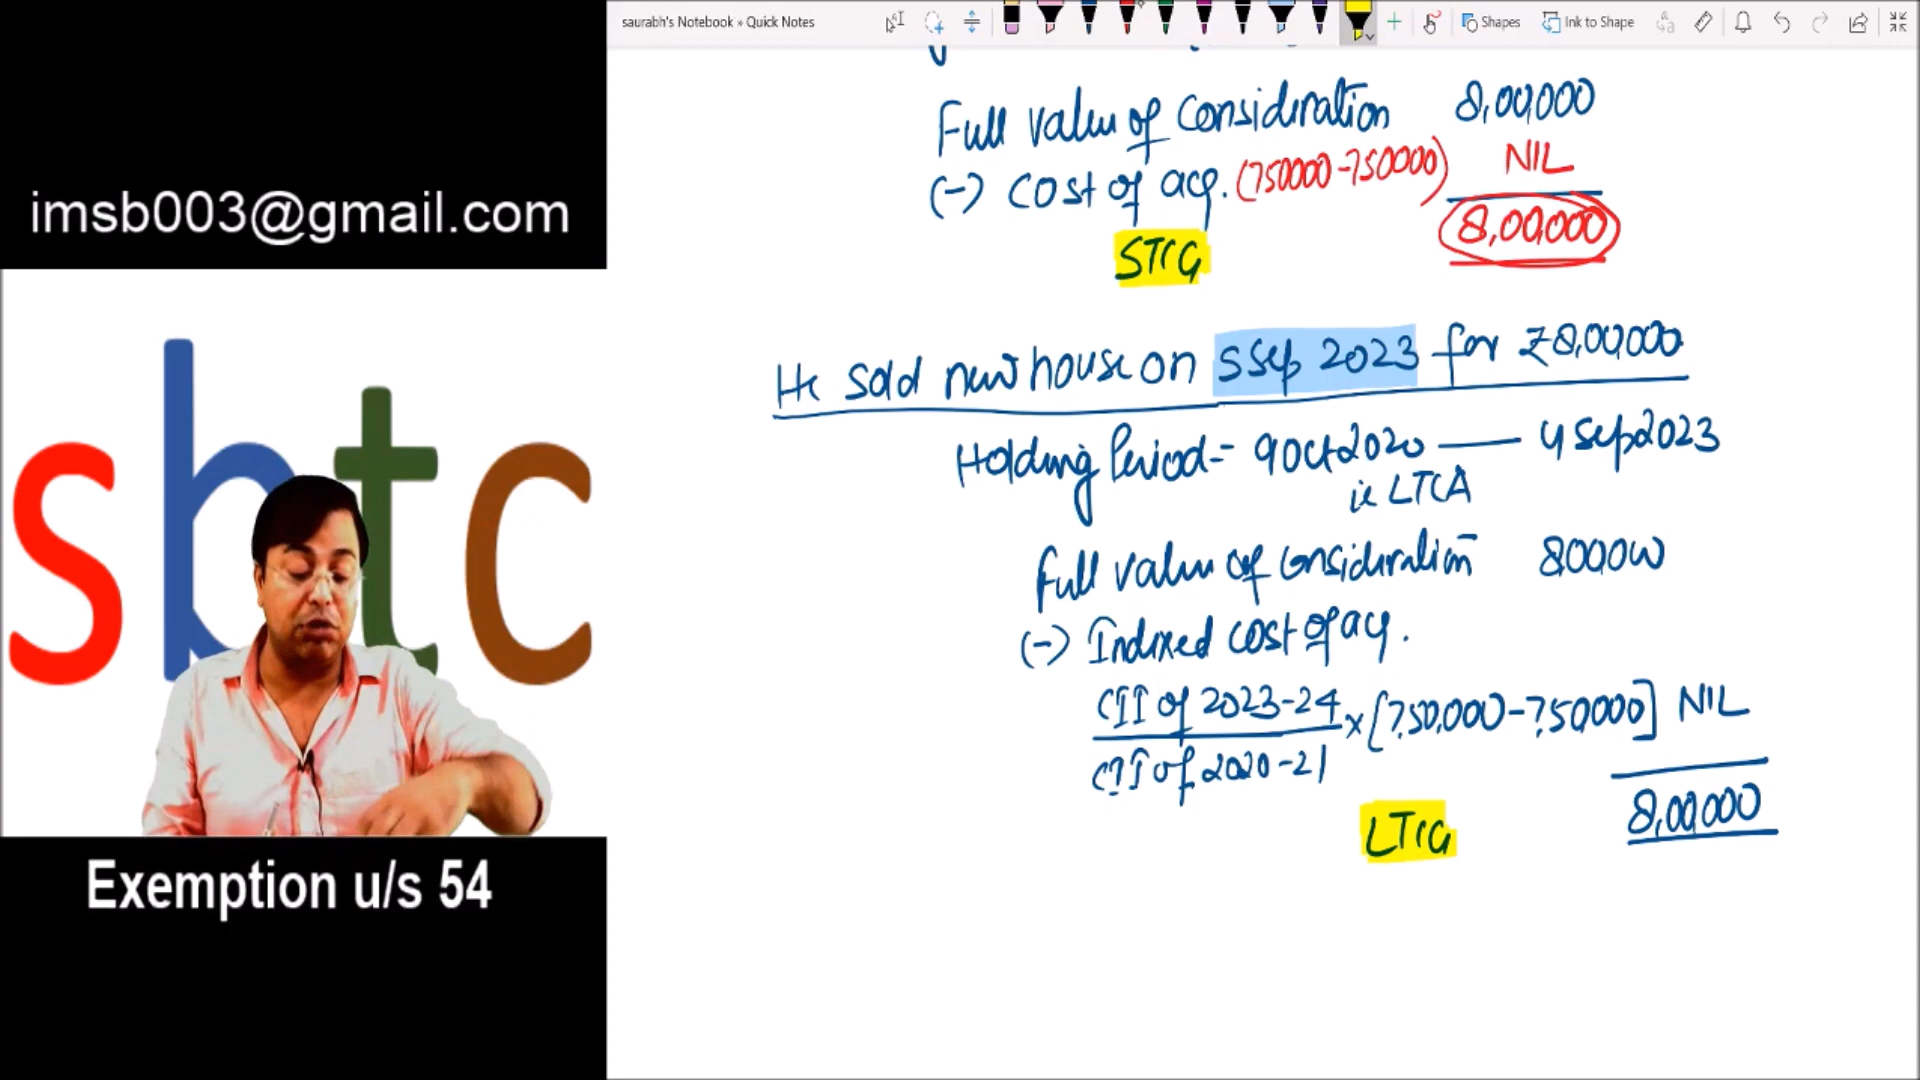 saurabh's Notebook » Quick Notes
Shapes
Ink to Shape
Full value of Consideration 8,00,000
(-) Cost of acq. (750000-750000) NIL
8,00,000
STCG
He sold new house on 5 Sep 2023 for ₹8,00,000
Holding Period = 9 Oct 2020 — 4 Sep 2023
ie LTCA
Full value of Consideration 800000
(-) Indexed cost of acq.
CII of 2023-24
× [7,50,000-7,50,000] NIL
CII of 2020-21
8,00,000
LTCG
imsb003@gmail.com
sbtc
Exemption u/s 54